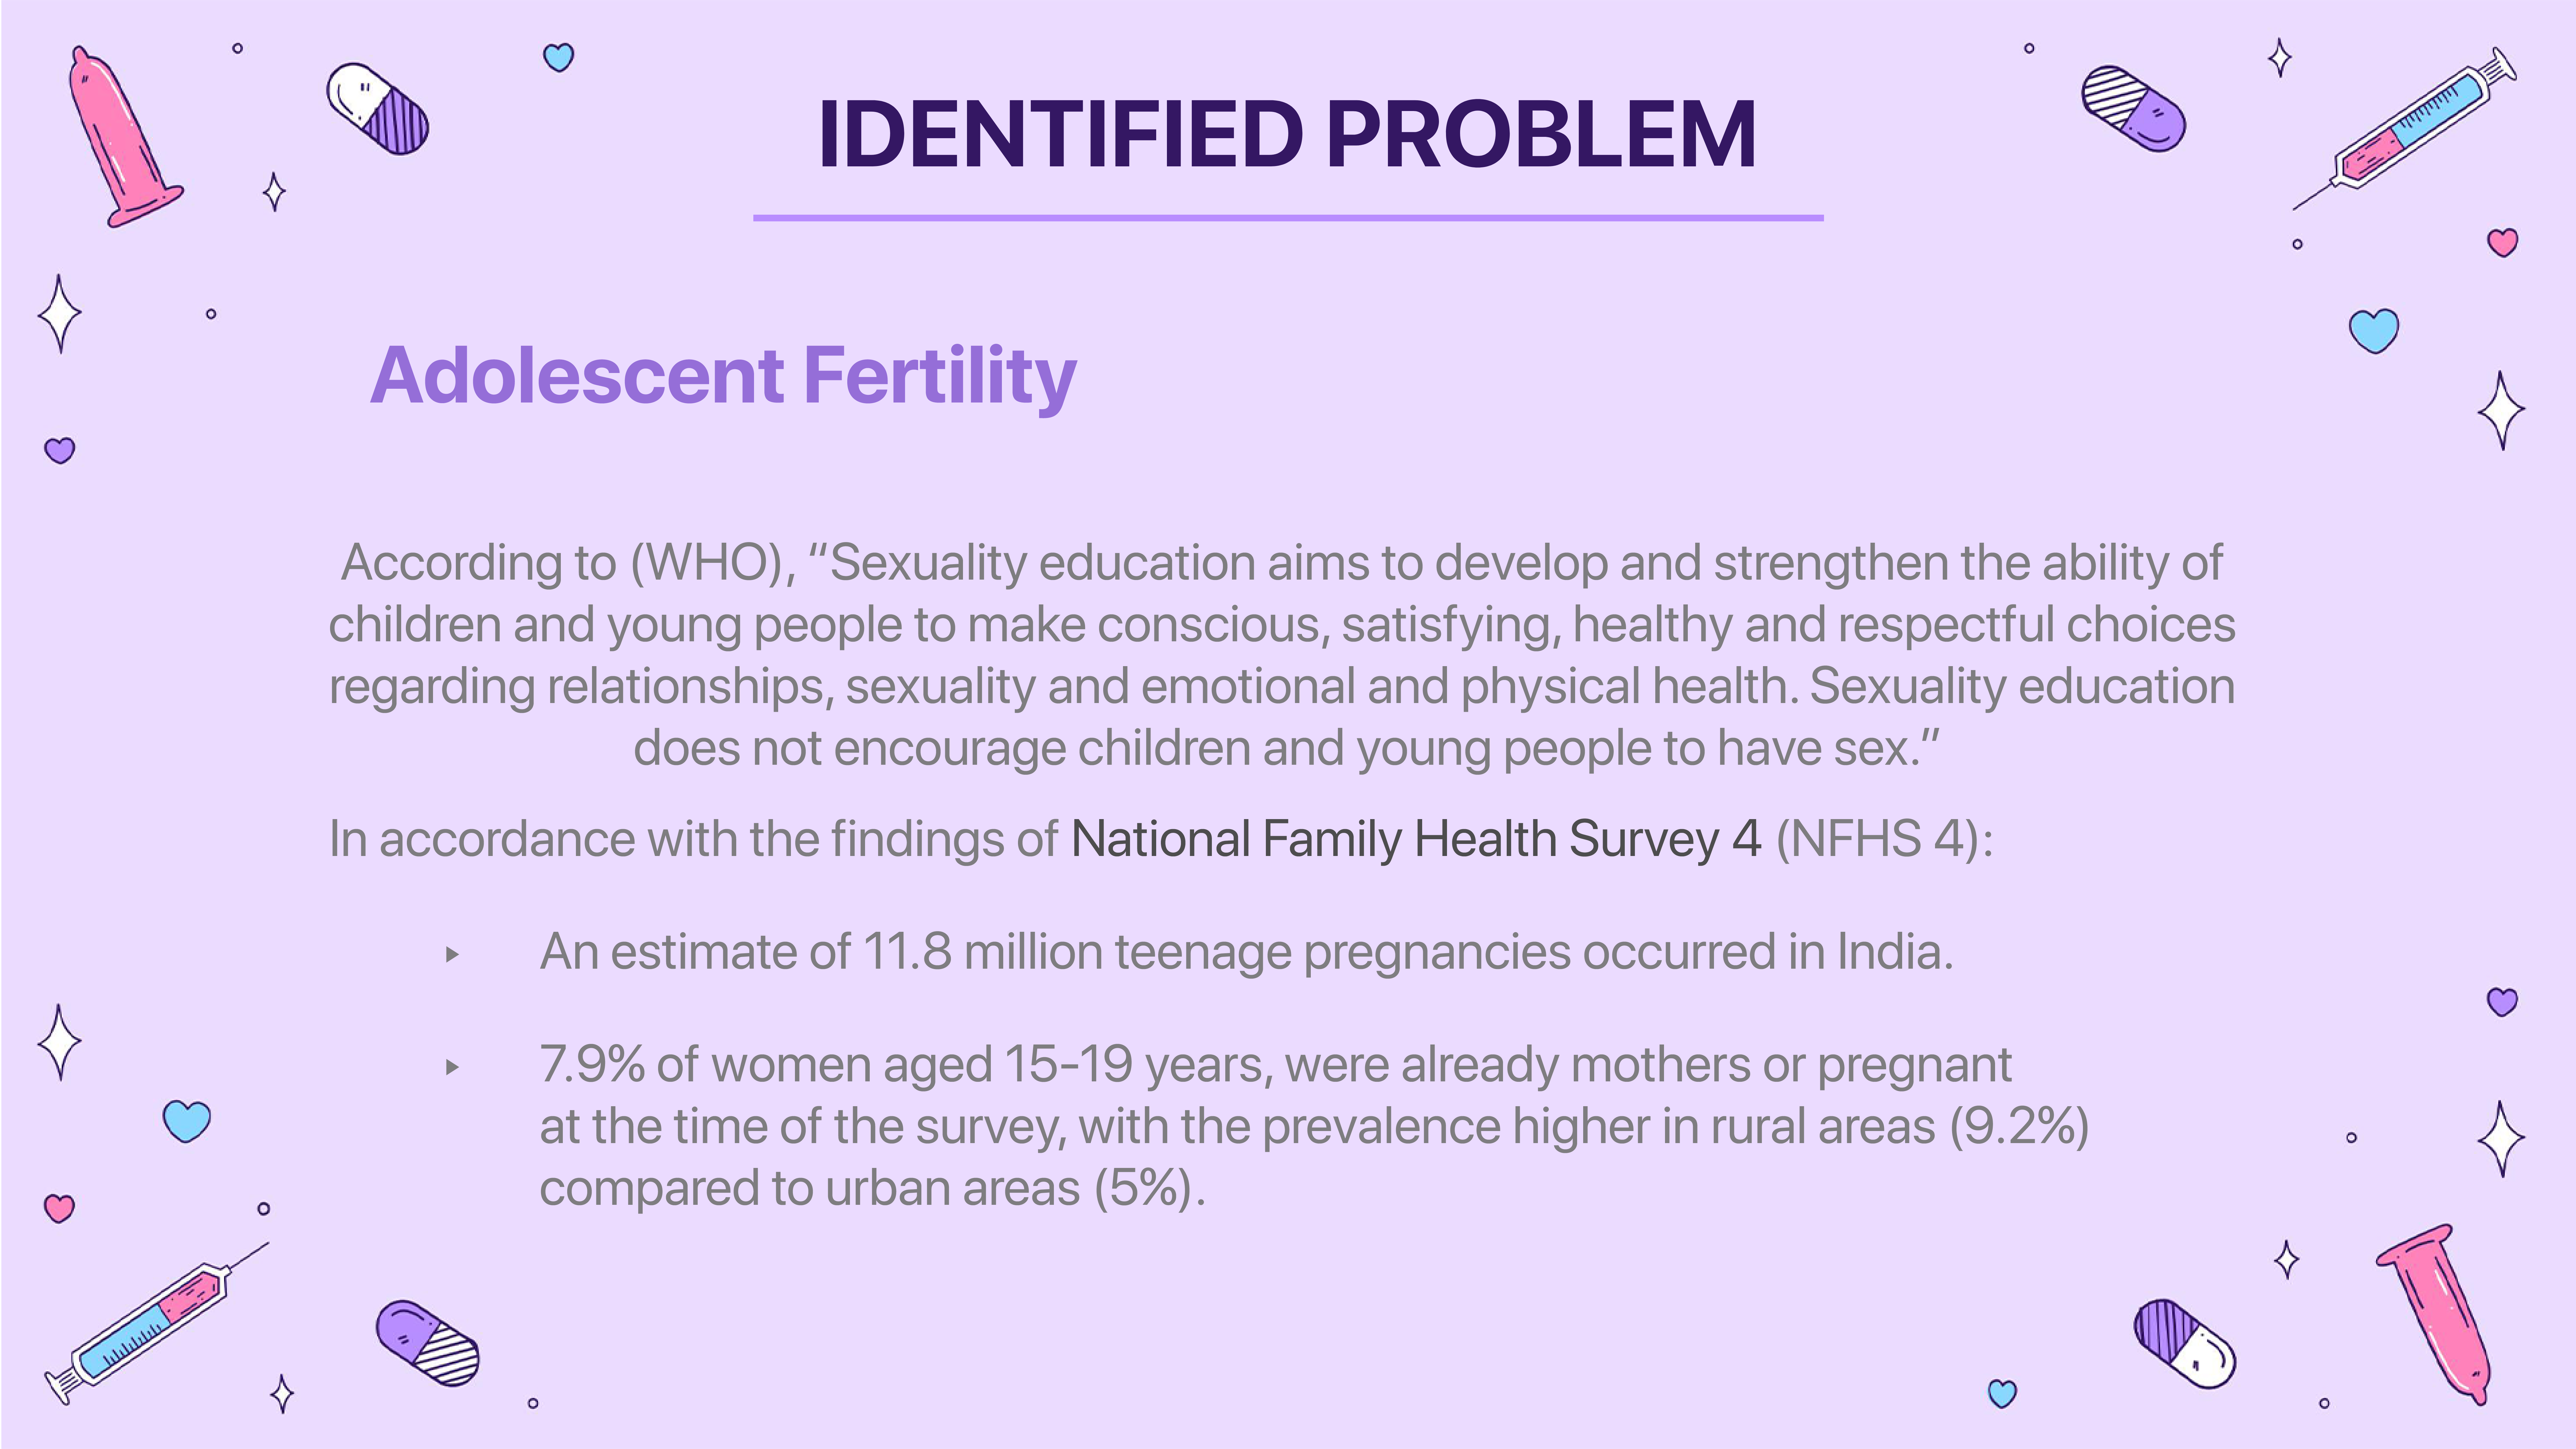 IDENTIFIED PROBLEM
Adolescent Fertility
According to (WHO), “Sexuality education aims to develop and strengthen the ability of
children and young people to make conscious, satisfying, healthy and respectful choices
regarding relationships, sexuality and emotional and physical health. Sexuality education
does not encourage children and young people to have sex.”
In accordance with the findings of National Family Health Survey 4 (NFHS 4):
‣ An estimate of 11.8 million teenage pregnancies occurred in India.
‣ 7.9% of women aged 15-19 years, were already mothers or pregnant
at the time of the survey, with the prevalence higher in rural areas (9.2%)
compared to urban areas (5%).